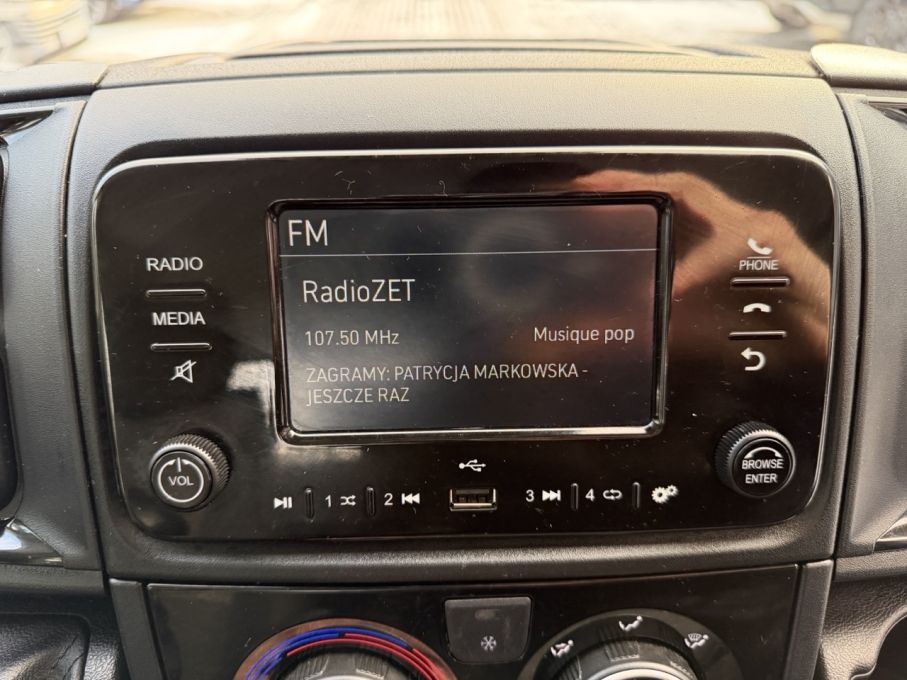 FM
RADIO
PHONE
RadioZET
MEDIA
107.50 MHz Musique pop
ZAGRAMY: PATRYCJA MARKOWSKA -
JESZCZE RAZ
VOL
BROWSE
ENTER
1 2 3 4